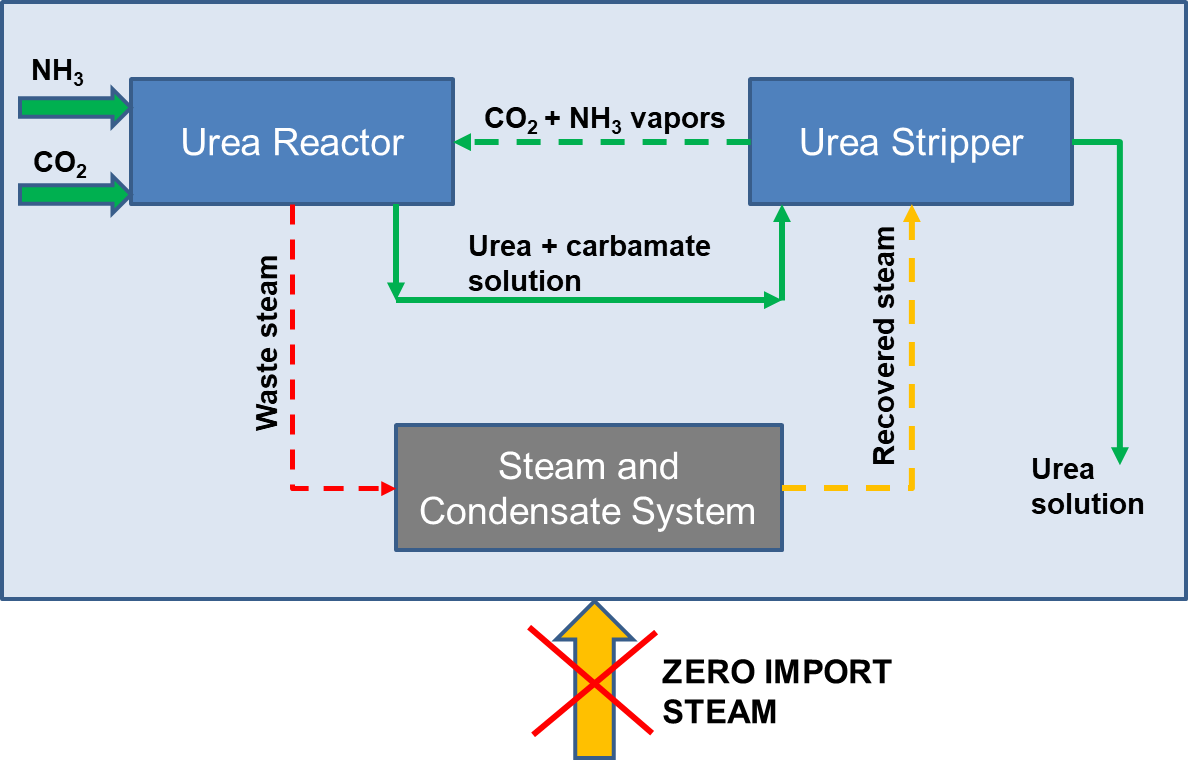 NH₃
CO₂
Urea Reactor
CO₂ + NH₃ vapors
Urea Stripper
Urea + carbamate
solution
Waste steam
Recovered steam
Steam and
Condensate System
Urea
solution
ZERO IMPORT
STEAM